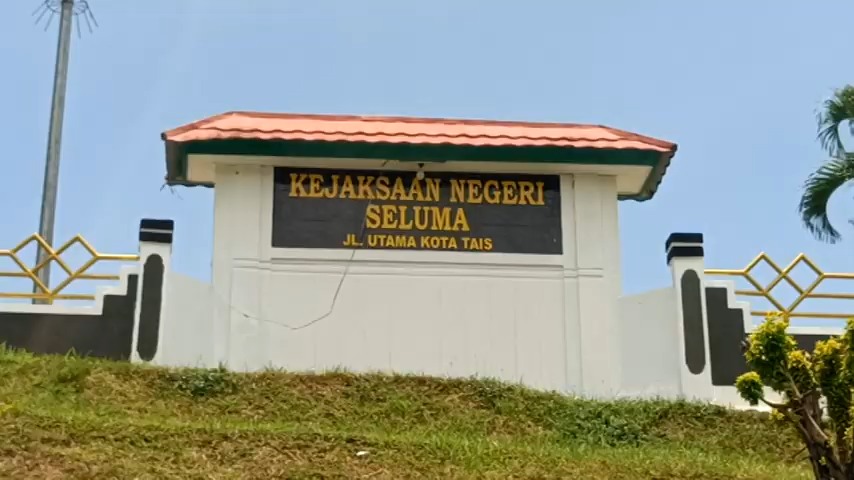 KEJAKSAAN NEGERI
SELUMA
JL. UTAMA KOTA TAIS